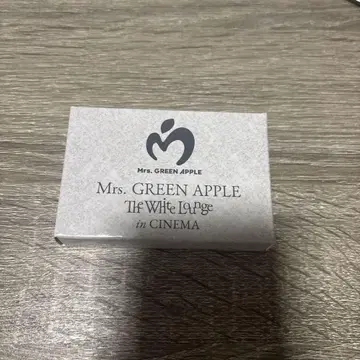 Mrs. GREEN APPLE
Mrs. GREEN APPLE
The White Lounge
in CINEMA